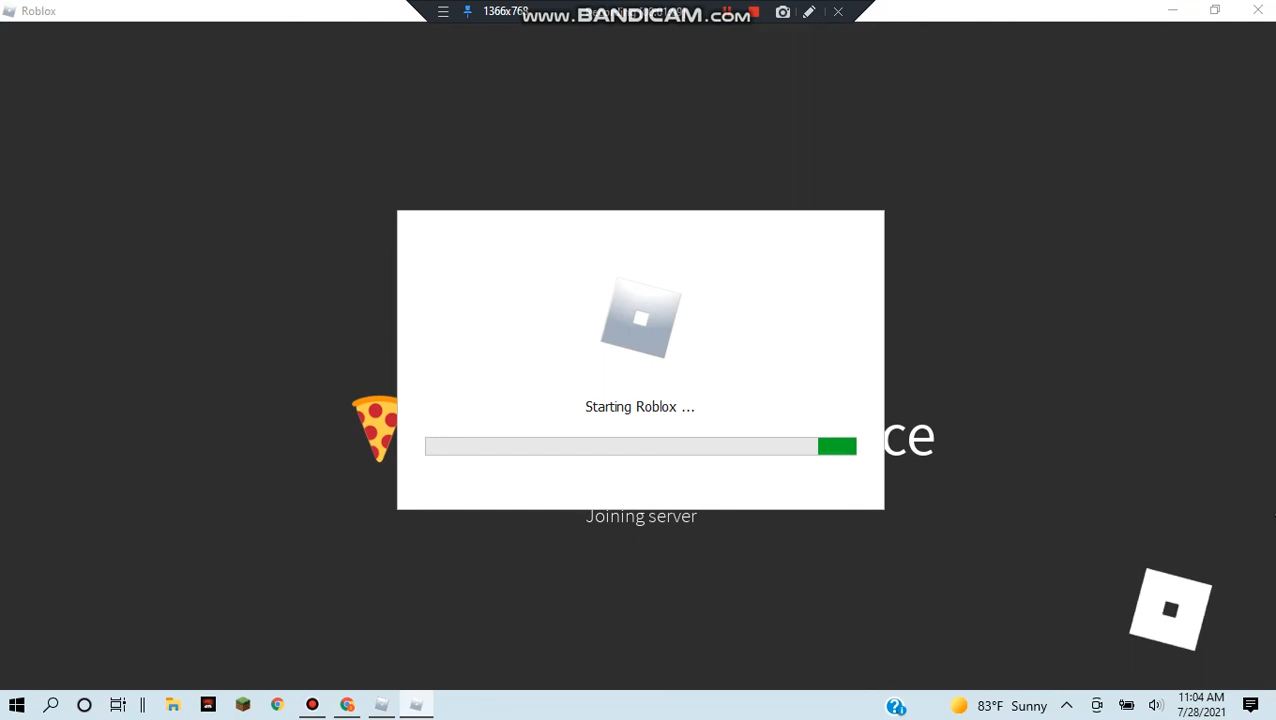 Roblox
1366x768
www.BANDICAM.com
Starting Roblox ...
ce
Joining server
83°F Sunny
11:04 AM
7/28/2021